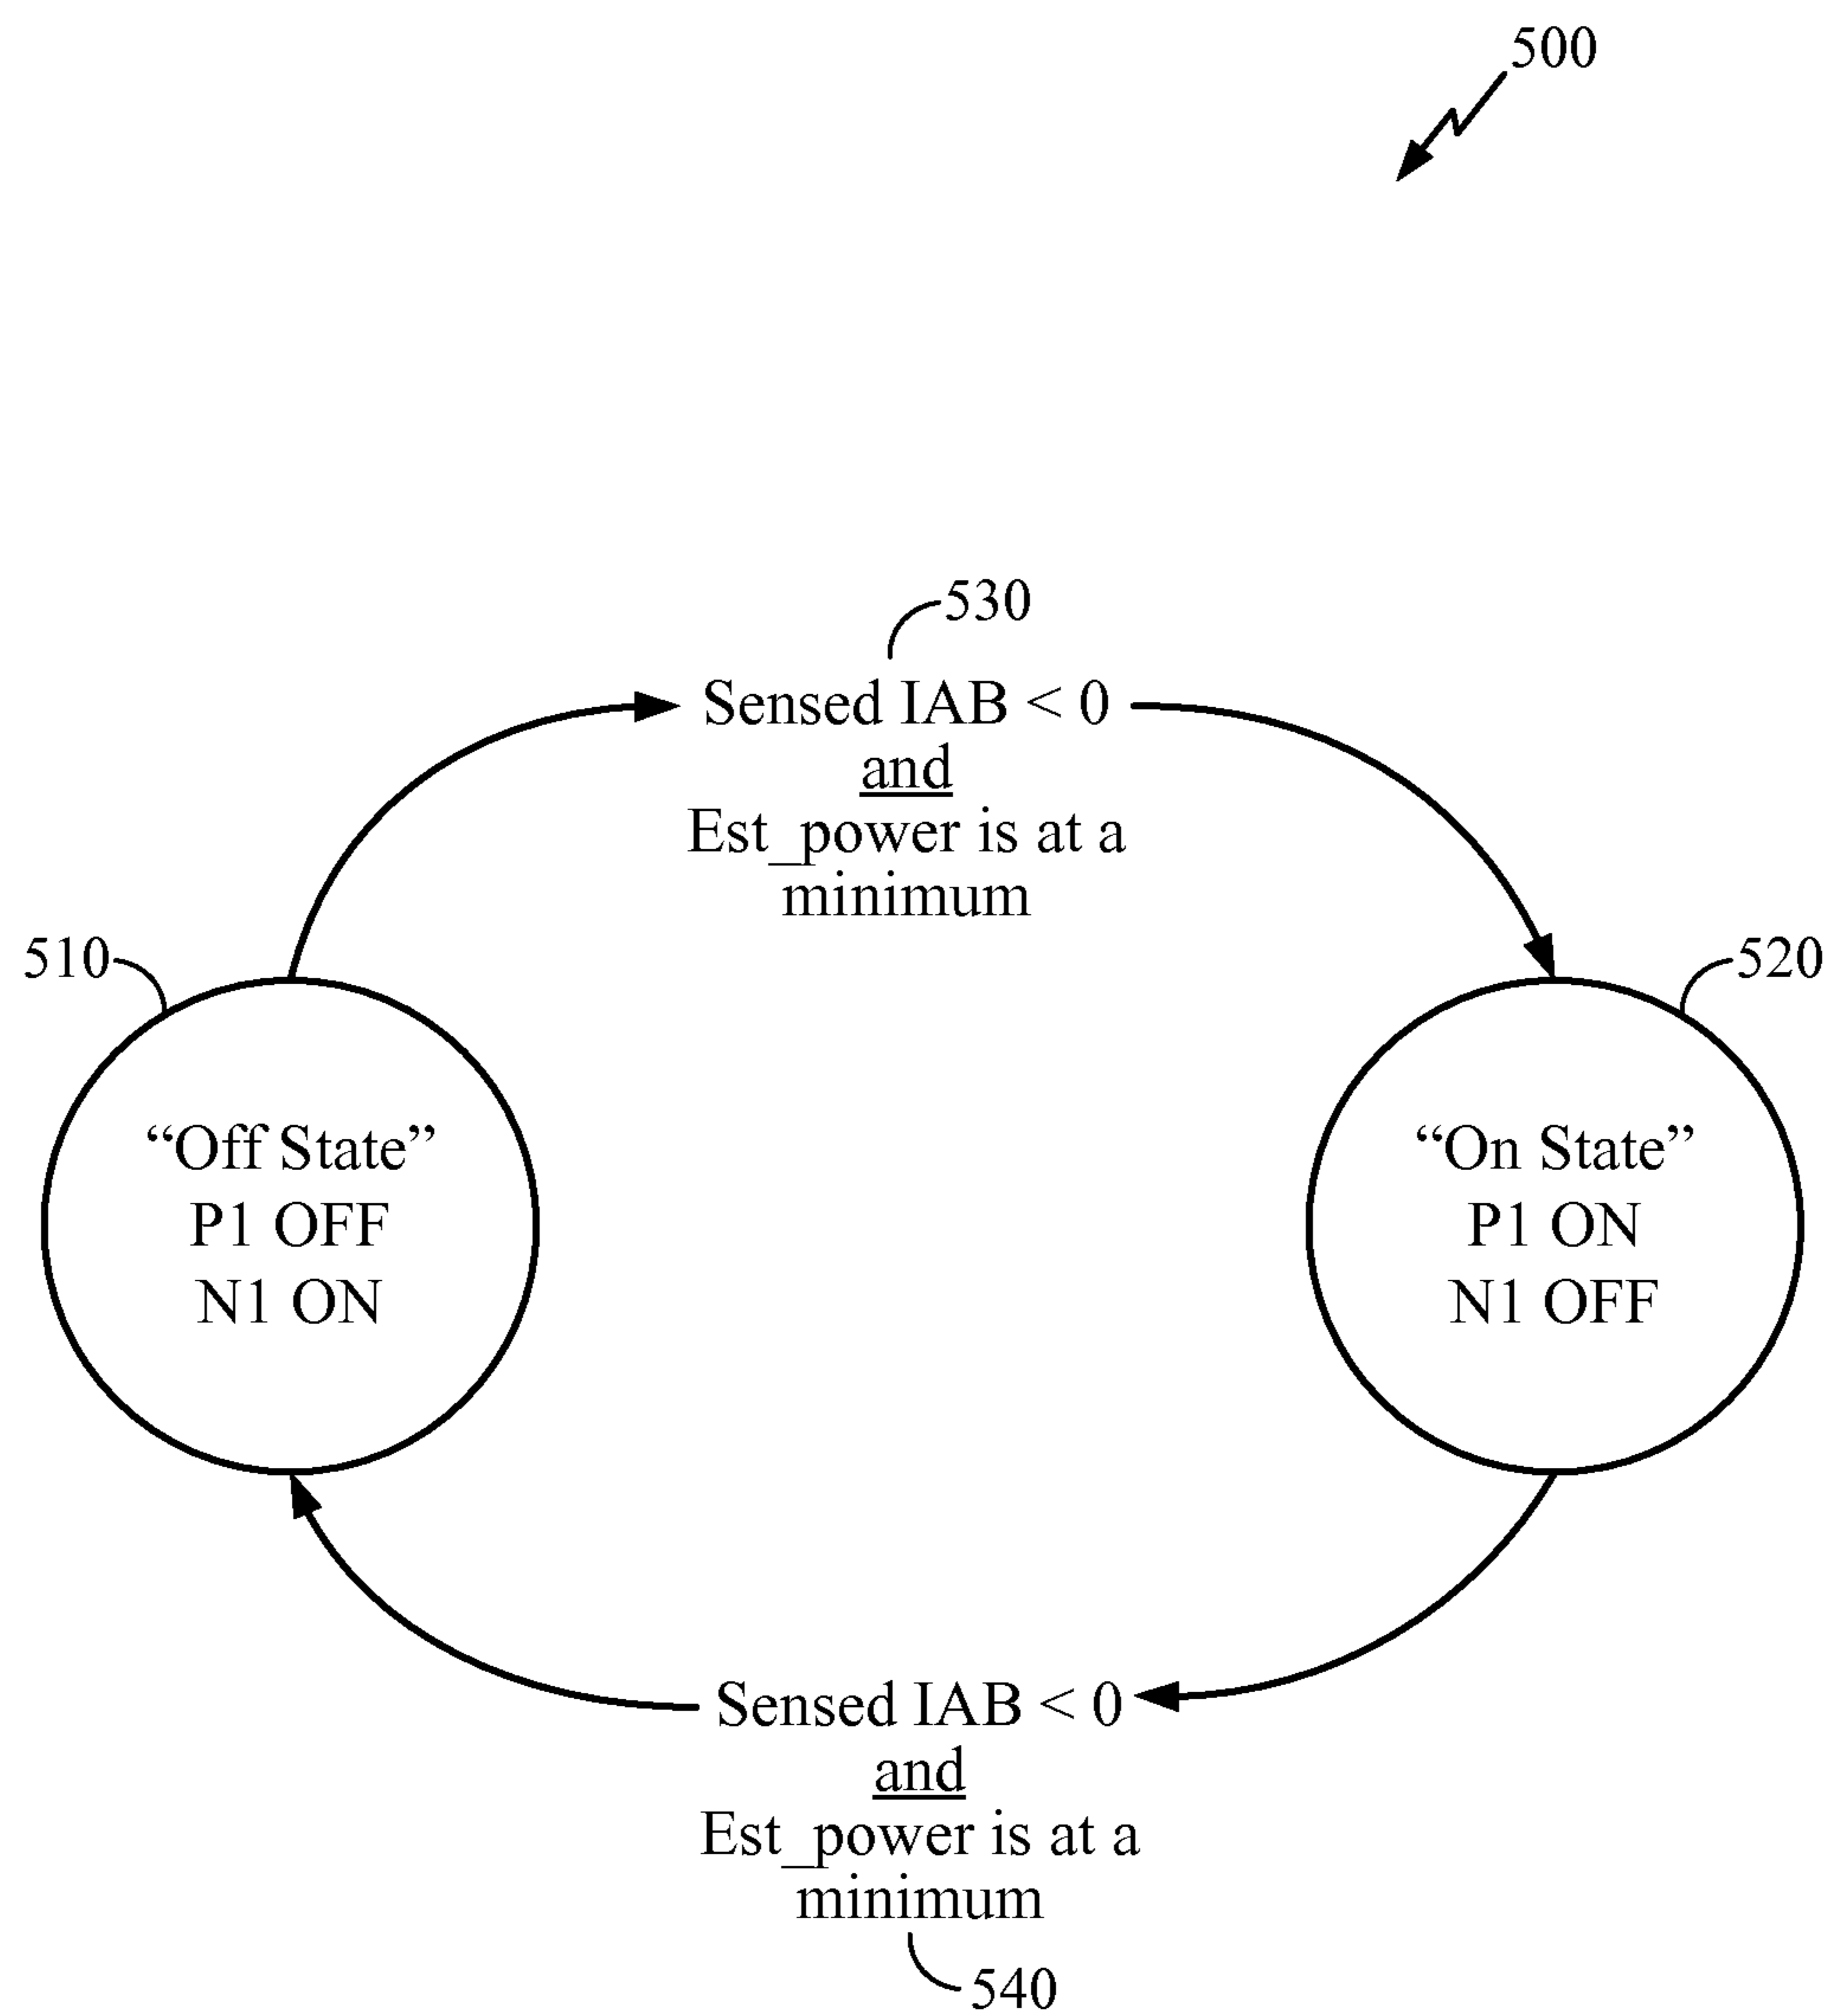 500
530
Sensed IAB < 0
and
Est_power is at a
minimum
510
520
“Off State”
P1 OFF
N1 ON
“On State”
P1 ON
N1 OFF
Sensed IAB < 0
and
Est_power is at a
minimum
540